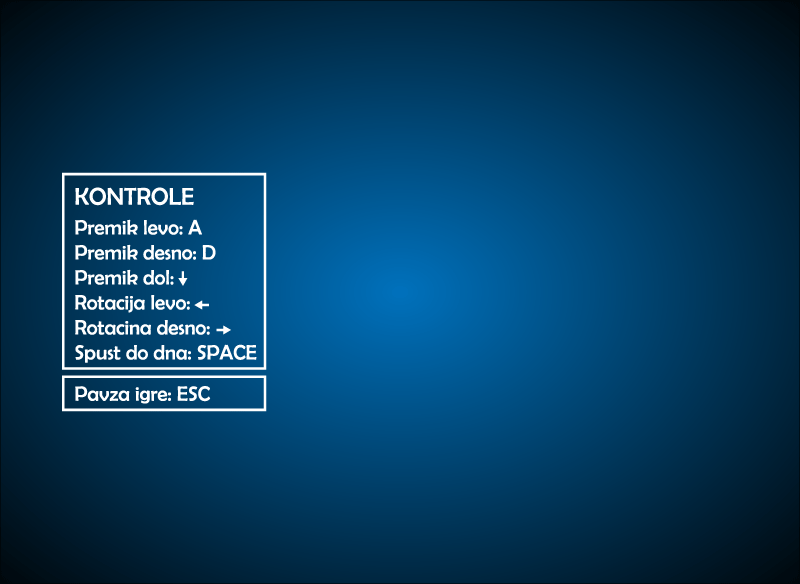 KONTROLE
Premik levo: A
Premik desno: D
Premik dol: ↓
Rotacija levo: ←
Rotacina desno: →
Spust do dna: SPACE
Pavza igre: ESC